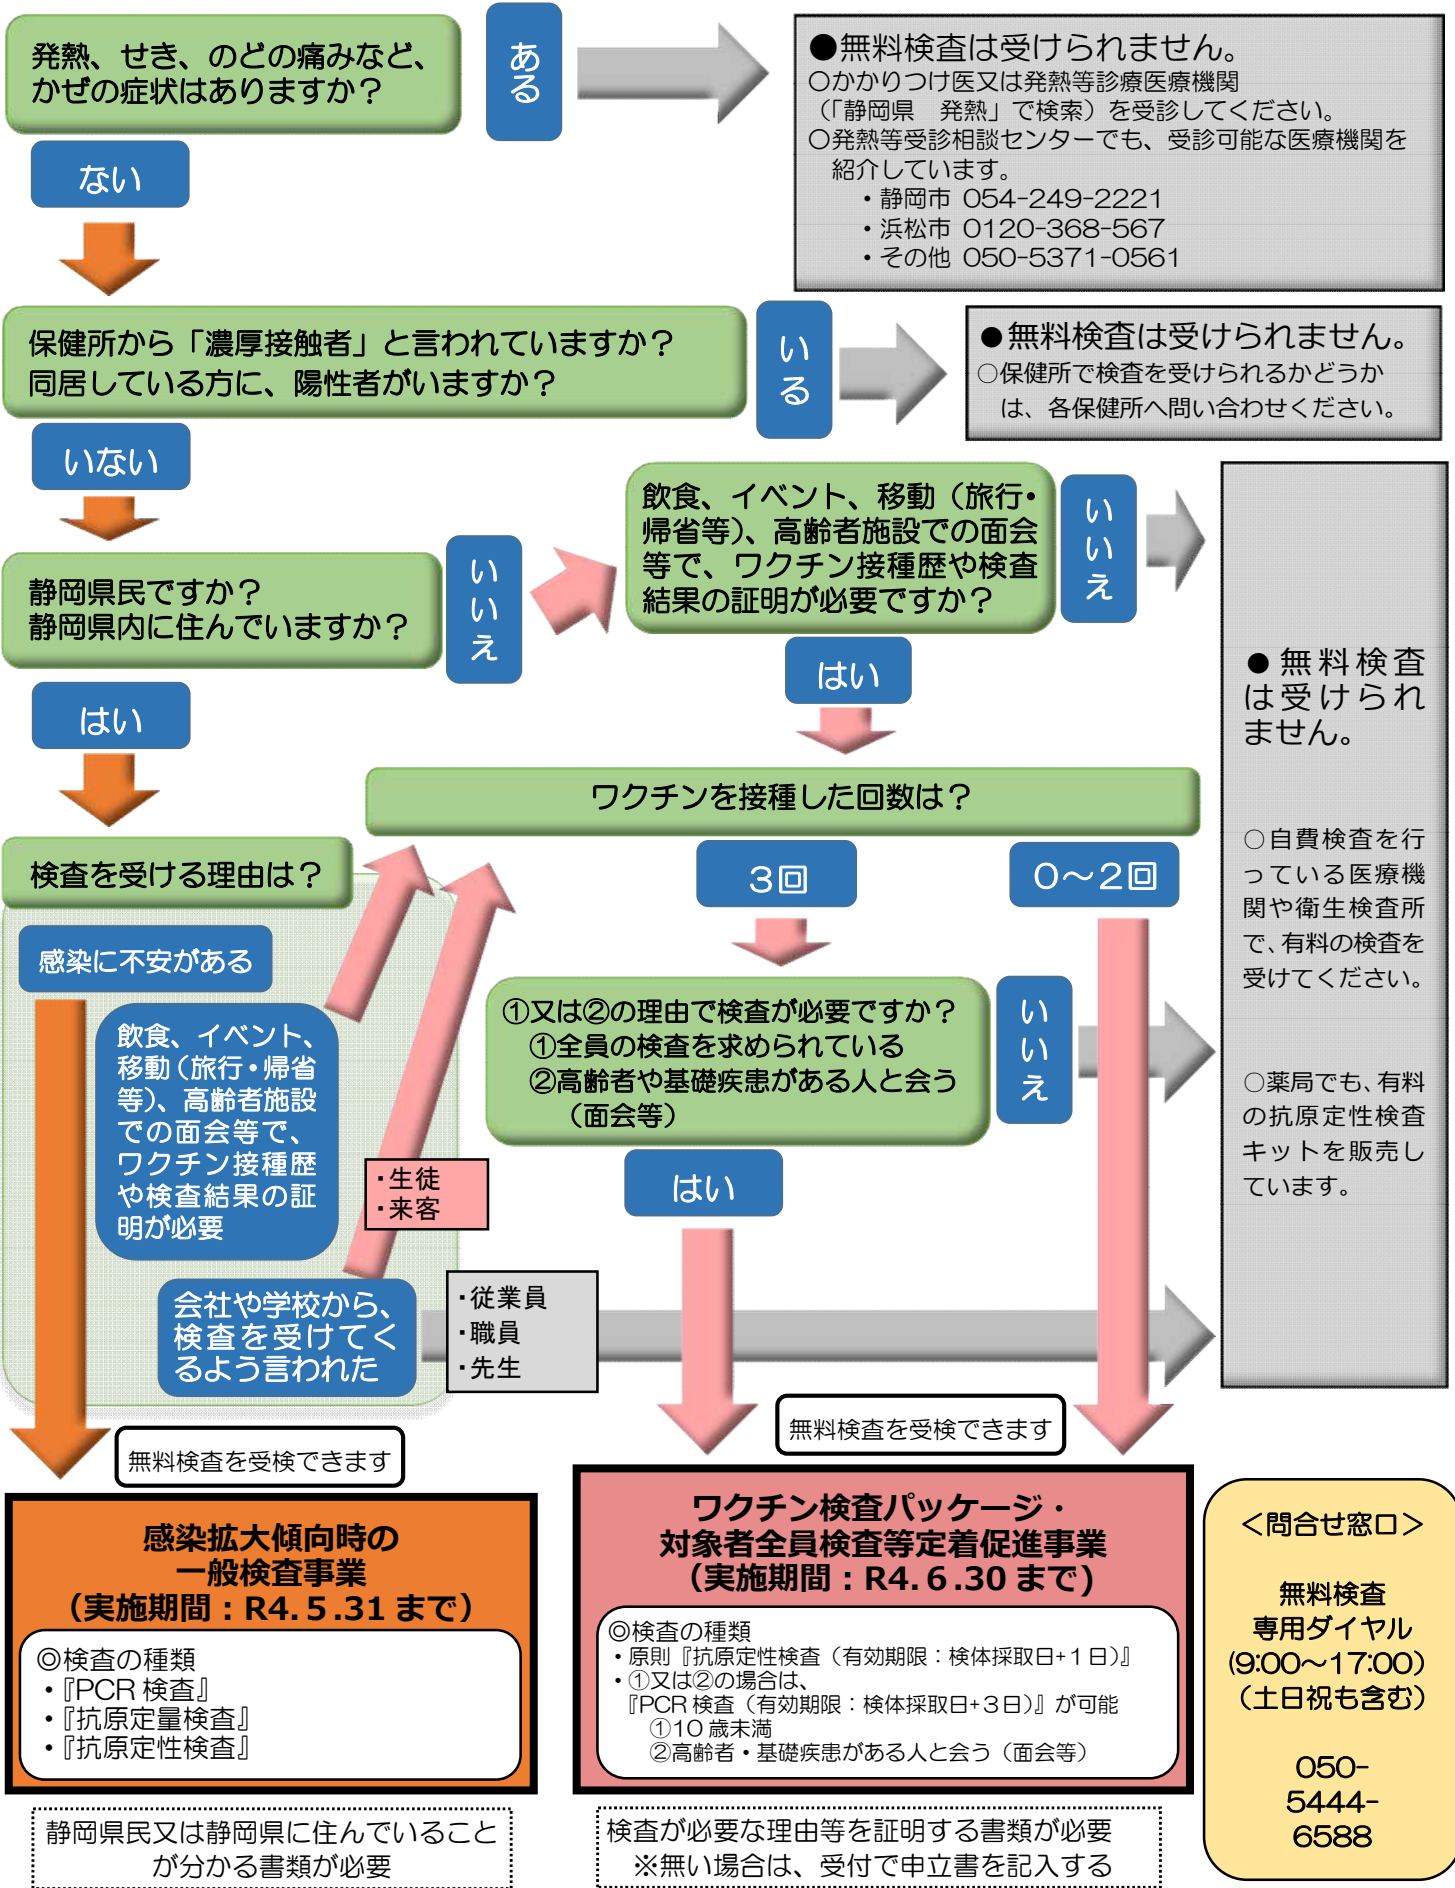 発熱、せき、のどの痛みなど、
かぜの症状はありますか？
ある
●無料検査は受けられません。
○かかりつけ医又は発熱等診療医療機関
（「静岡県　発熱」で検索）を受診してください。
○発熱等受診相談センターでも、受診可能な医療機関を
紹介しています。
・静岡市 054-249-2221
・浜松市 0120-368-567
・その他 050-5371-0561
ない
保健所から「濃厚接触者」と言われていますか？
同居している方に、陽性者がいますか？
いる
●無料検査は受けられません。
○保健所で検査を受けられるかどうか
は、各保健所へ問い合わせください。
いない
静岡県民ですか？
静岡県内に住んでいますか？
いいえ
飲食、イベント、移動（旅行・
帰省等）、高齢者施設での面会
等で、ワクチン接種歴や検査
結果の証明が必要ですか？
いいえ
はい
はい
●無料検査
は受けられ
ません。
○自費検査を行
っている医療機
関や衛生検査所
で、有料の検査を
受けてください。
○薬局でも、有料
の抗原定性検査
キットを販売し
ています。
ワクチンを接種した回数は？
3回
0～2回
検査を受ける理由は？
感染に不安がある
飲食、イベント、
移動（旅行・帰省
等）、高齢者施設
での面会等で、
ワクチン接種歴
や検査結果の証
明が必要
・生徒
・来客
会社や学校から、
検査を受けてく
るよう言われた
・従業員
・職員
・先生
①又は②の理由で検査が必要ですか？
①全員の検査を求められている
②高齢者や基礎疾患がある人と会う
（面会等）
いいえ
はい
無料検査を受検できます
無料検査を受検できます
感染拡大傾向時の
一般検査事業
（実施期間：R4.5.31 まで）
◎検査の種類
・『PCR 検査』
・『抗原定量検査』
・『抗原定性検査』
静岡県民又は静岡県に住んでいること
が分かる書類が必要
ワクチン検査パッケージ・
対象者全員検査等定着促進事業
（実施期間：R4.6.30 まで）
◎検査の種類
・原則『抗原定性検査（有効期限：検体採取日+1日）』
・①又は②の場合は、
『PCR 検査（有効期限：検体採取日+3日）』が可能
①10 歳未満
②高齢者・基礎疾患がある人と会う（面会等）
検査が必要な理由等を証明する書類が必要
※無い場合は、受付で申立書を記入する
＜問合せ窓口＞
無料検査
専用ダイヤル
（9:00～17:00）
（土日祝も含む）
050-
5444-
6588